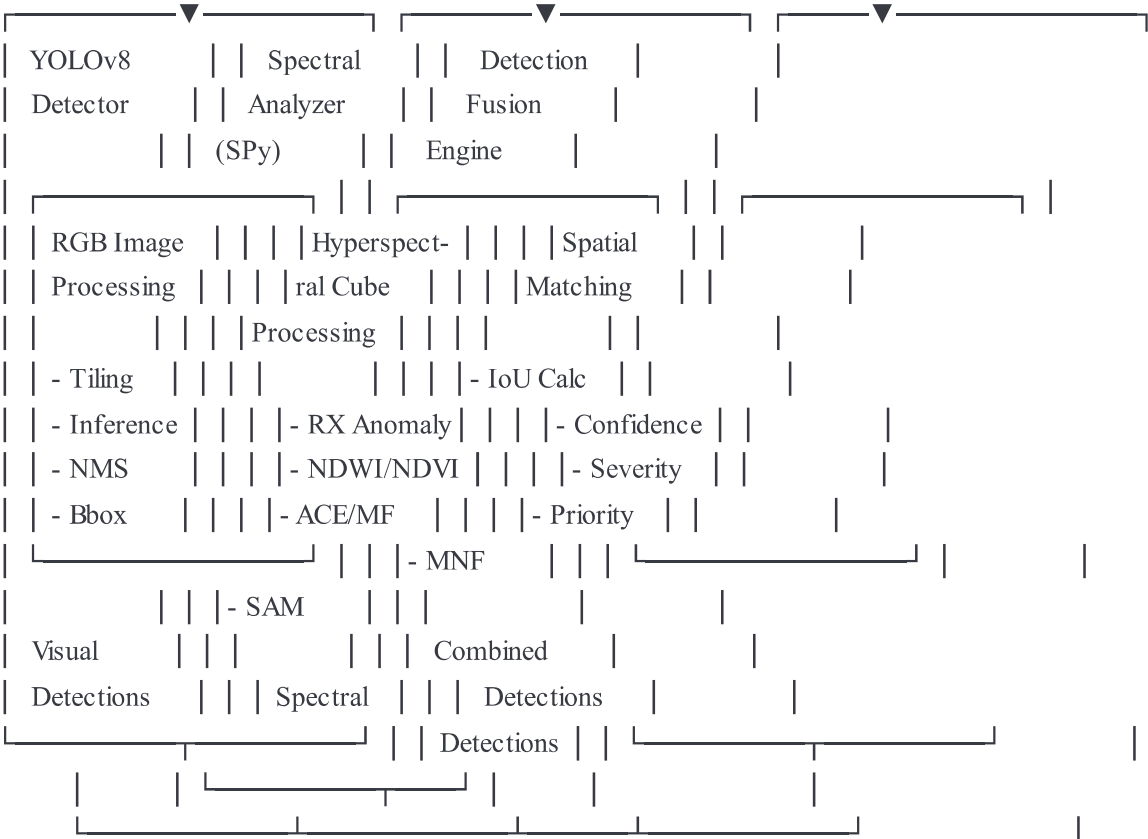 YOLOv8 Spectral Detection
Detector Analyzer Fusion
(SPy) Engine
RGB Image Hyperspect- Spatial
Processing ral Cube Matching
Processing
- Tiling - IoU Calc
- Inference - RX Anomaly - Confidence
- NMS - NDWI/NDVI - Severity
- Bbox - ACE/MF - Priority
- MNF
- SAM
Visual Combined
Detections Spectral Detections
Detections